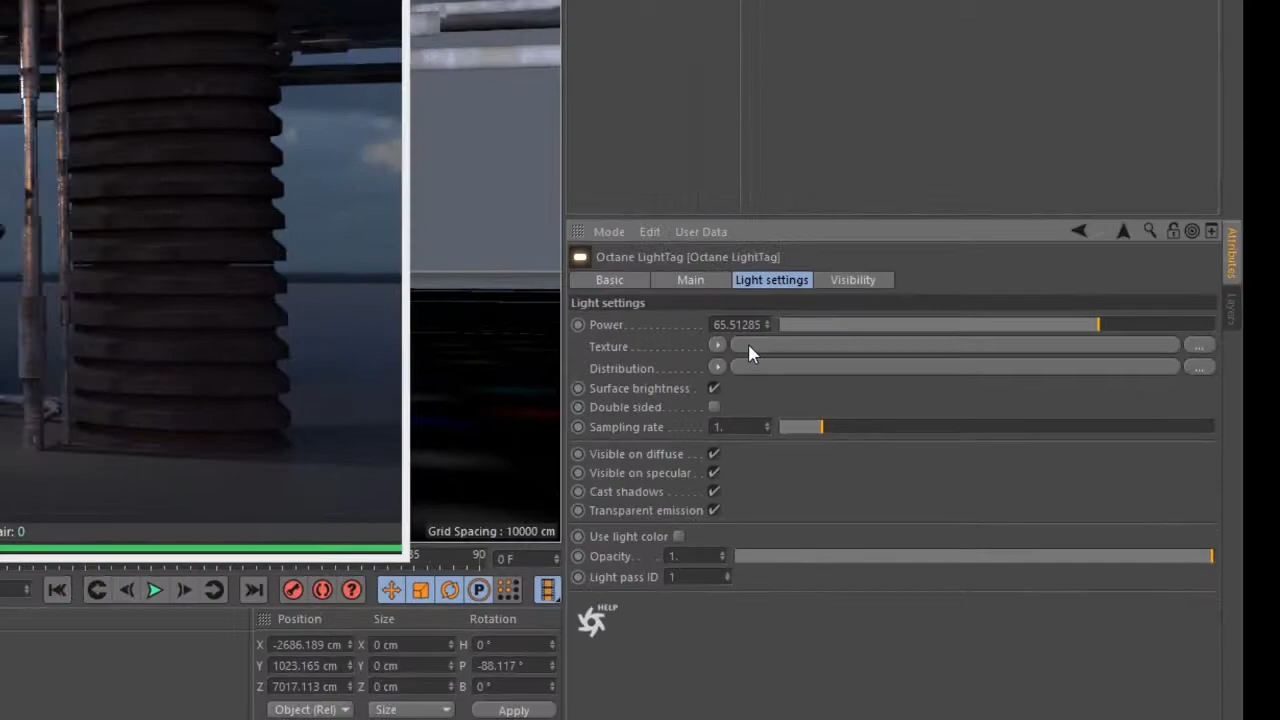 Mode Edit User Data
Attributes
Layers
Octane LightTag [Octane LightTag]
Basic Main Light settings Visibility
Light settings
Power 65.51285
Texture ...
Distribution ...
Surface brightness
Double sided
Sampling rate 1.
Visible on diffuse
Visible on specular
Cast shadows
Transparent emission
Use light color
Opacity 1.
Light pass ID 1
HELP
air: 0
Grid Spacing : 10000 cm
85 90 0 F
P
Position Size Rotation
X -2686.189 cm X 0 cm H 0 °
Y 1023.165 cm Y 0 cm P -88.117 °
Z 7017.113 cm Z 0 cm B 0 °
Object (Rel) Size Apply